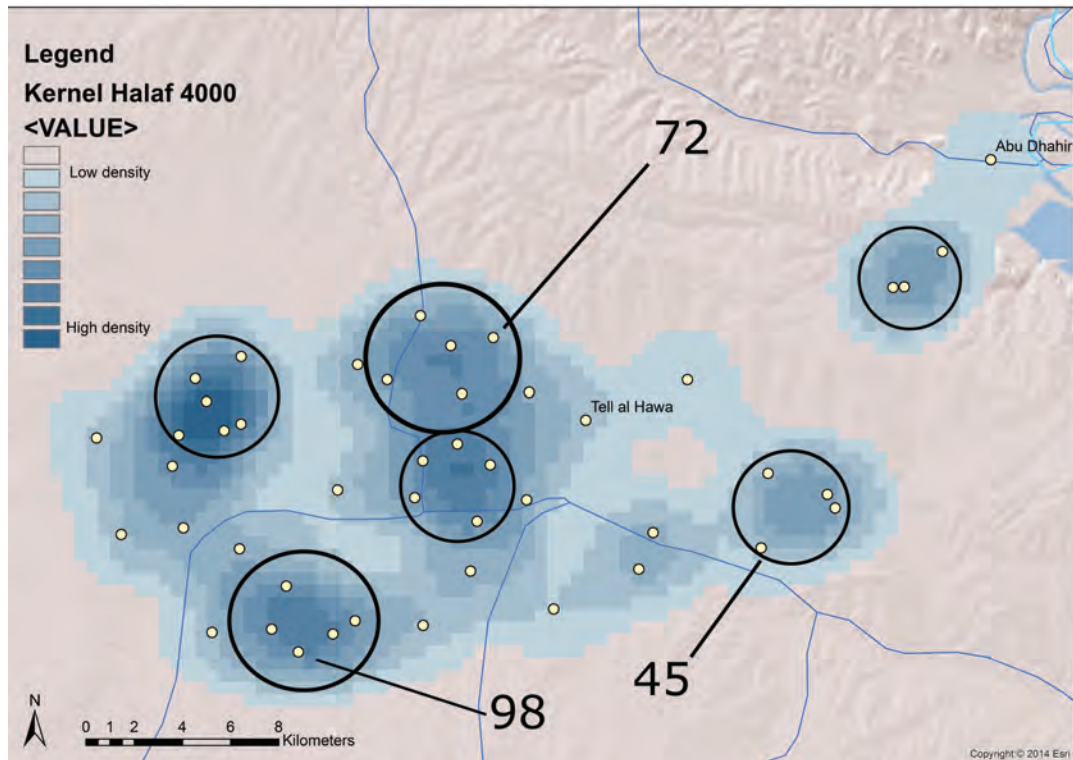 Legend
Kernel Halaf 4000
<VALUE>
Low density
High density
72
Abu Dhahir
Tell al Hawa
45
98
N
0 1 2 4 6 8
Kilometers
Copyright:© 2014 Esri